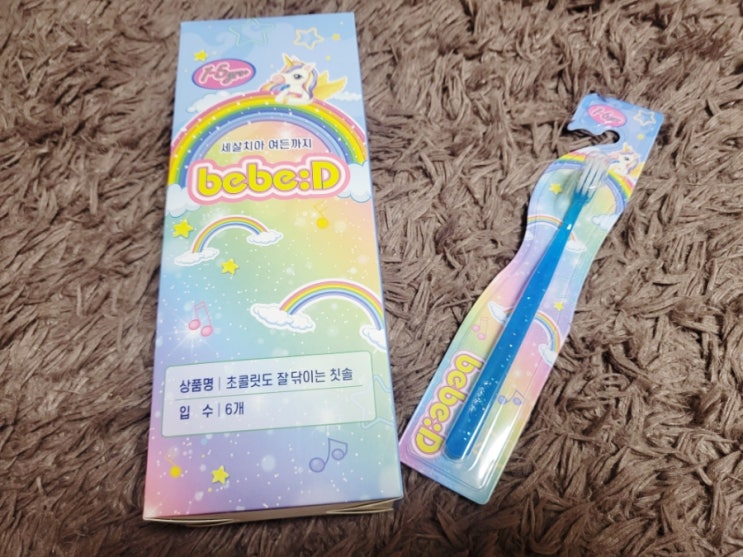 세살치아 여든까지
bebe:D
상품명 | 초콜릿도 잘 닦이는 칫솔
입 수 | 6개
bebe:D